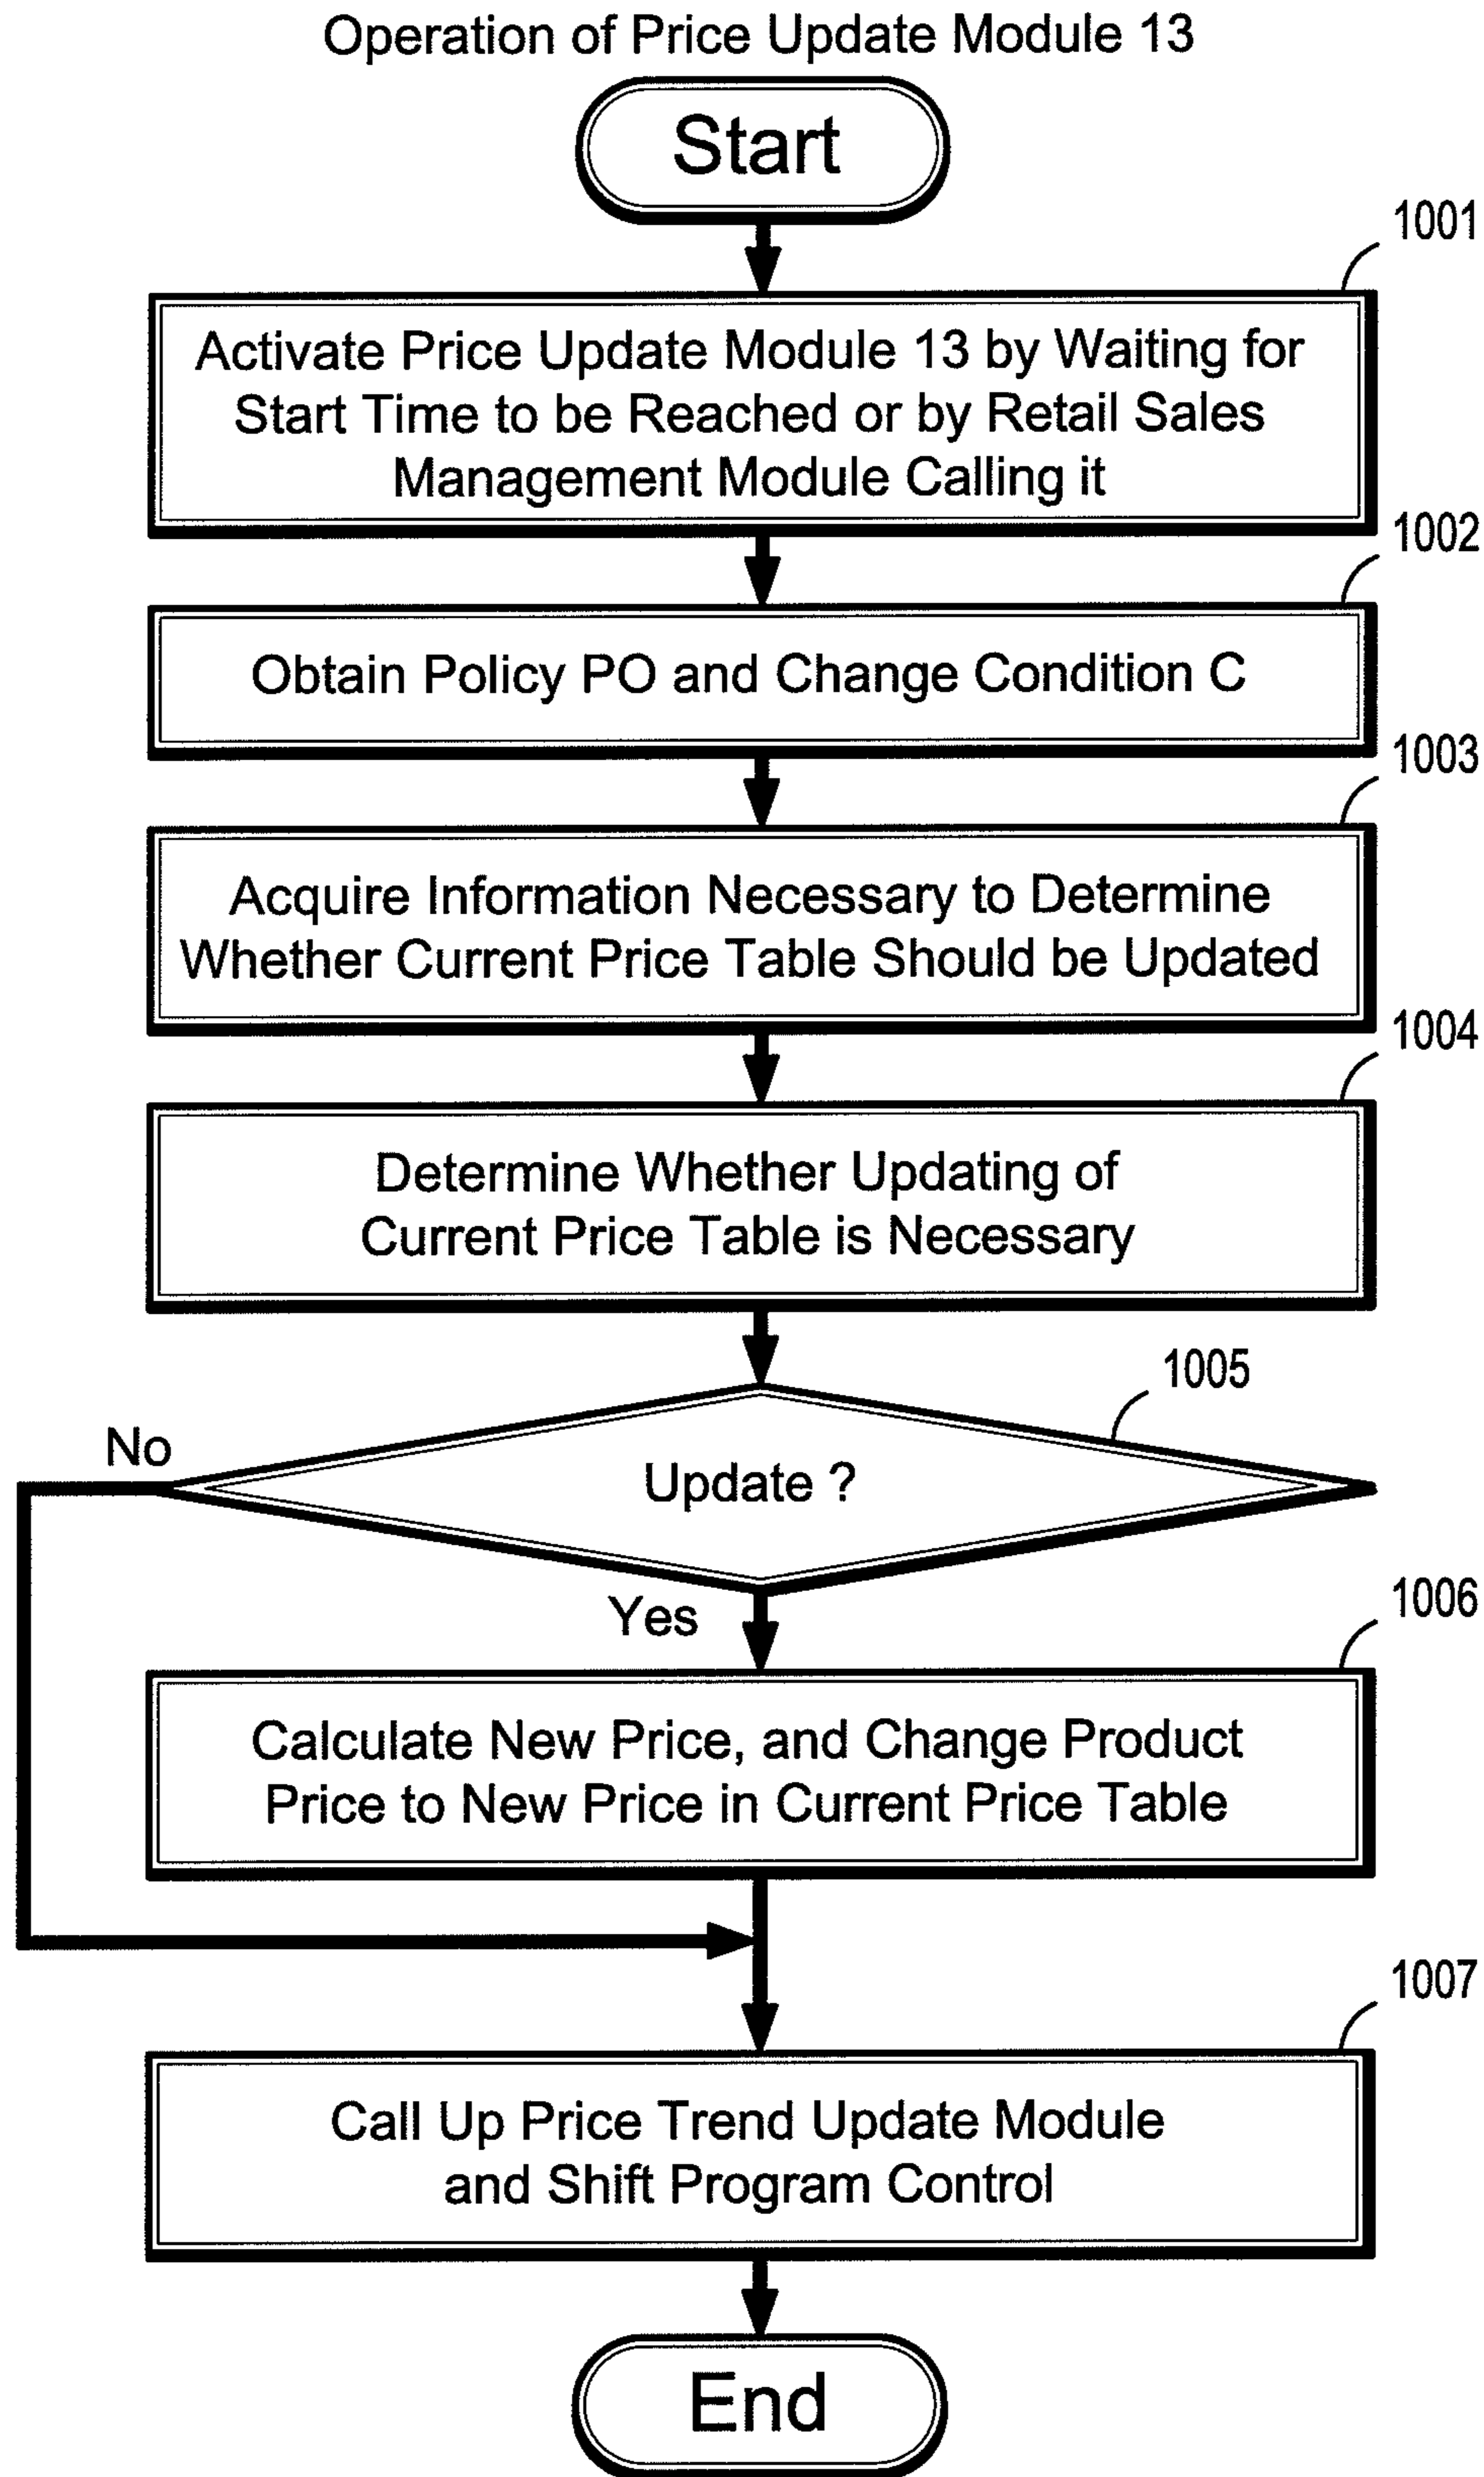 Operation of Price Update Module 13
Start
1001
Activate Price Update Module 13 by Waiting for
Start Time to be Reached or by Retail Sales
Management Module Calling it
1002
Obtain Policy PO and Change Condition C
1003
Acquire Information Necessary to Determine
Whether Current Price Table Should be Updated
1004
Determine Whether Updating of
Current Price Table is Necessary
1005
No
Update ?
Yes
1006
Calculate New Price, and Change Product
Price to New Price in Current Price Table
1007
Call Up Price Trend Update Module
and Shift Program Control
End